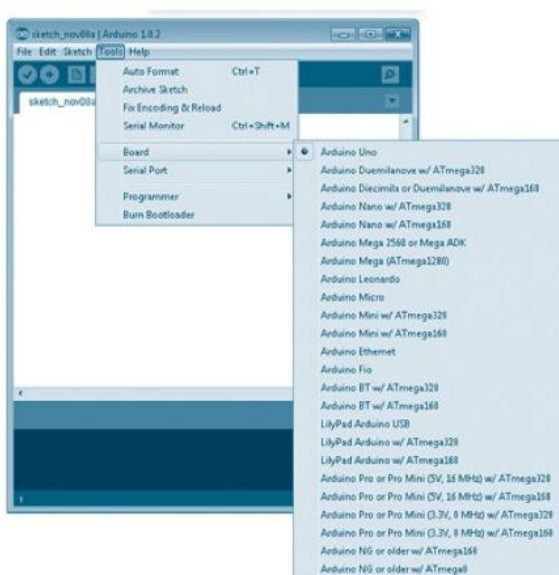 sketch_nov08a | Arduino 1.0.2
File Edit Sketch Tools Help
sketch_nov08a
Auto Format Ctrl+T
Archive Sketch
Fix Encoding & Reload
Serial Monitor Ctrl+Shift+M
Board
Serial Port
Programmer
Burn Bootloader
Arduino Uno
Arduino Duemilanove w/ ATmega328
Arduino Diecimila or Duemilanove w/ ATmega168
Arduino Nano w/ ATmega328
Arduino Nano w/ ATmega168
Arduino Mega 2560 or Mega ADK
Arduino Mega (ATmega1280)
Arduino Leonardo
Arduino Micro
Arduino Mini w/ ATmega328
Arduino Mini w/ ATmega168
Arduino Ethernet
Arduino Fio
Arduino BT w/ ATmega328
Arduino BT w/ ATmega168
LilyPad Arduino USB
LilyPad Arduino w/ ATmega328
LilyPad Arduino w/ ATmega168
Arduino Pro or Pro Mini (5V, 16 MHz) w/ ATmega328
Arduino Pro or Pro Mini (5V, 16 MHz) w/ ATmega168
Arduino Pro or Pro Mini (3.3V, 8 MHz) w/ ATmega328
Arduino Pro or Pro Mini (3.3V, 8 MHz) w/ ATmega168
Arduino NG or older w/ ATmega168
Arduino NG or older w/ ATmega8
1